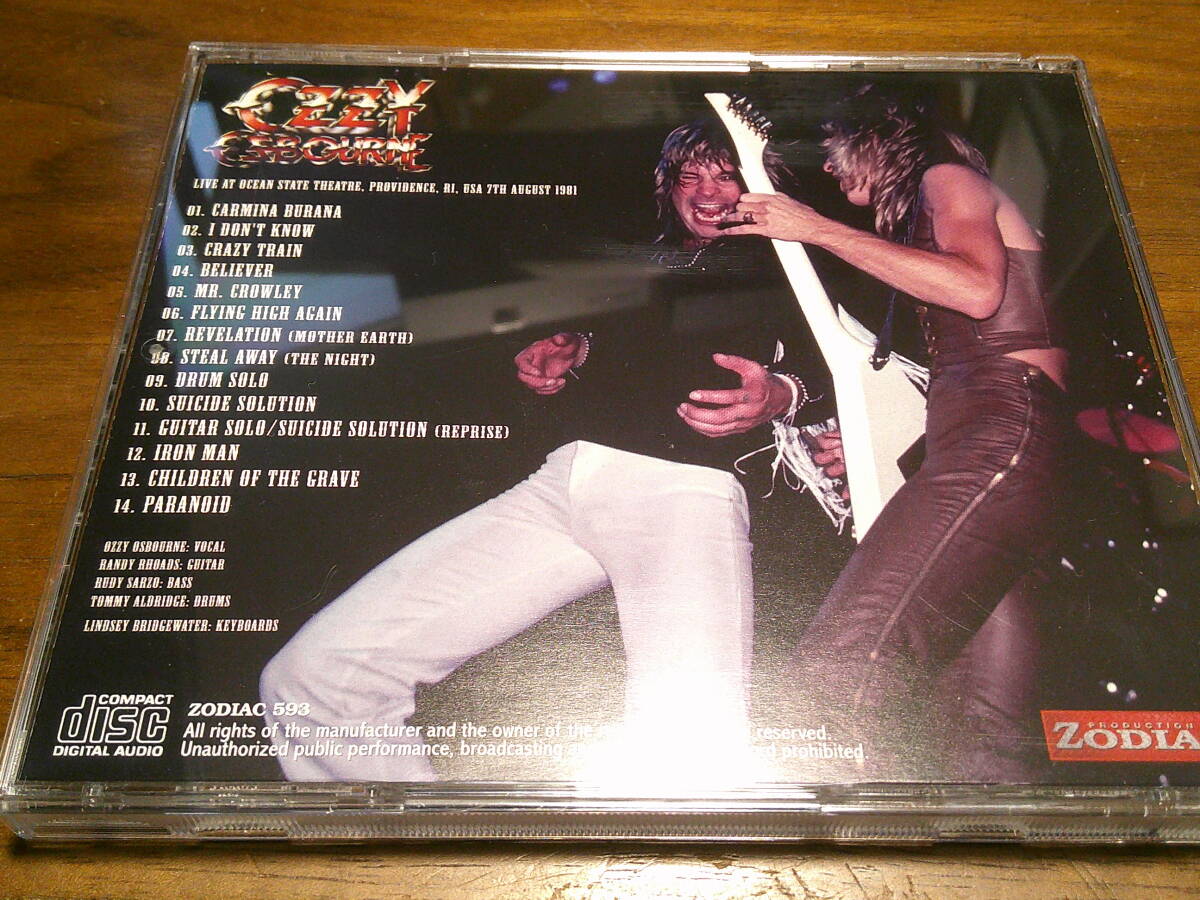 OZZY
OSBOURNE
LIVE AT OCEAN STATE THEATRE, PROVIDENCE, RI, USA 7TH AUGUST 1981
01. CARMINA BURANA
02. I DON'T KNOW
03. CRAZY TRAIN
04. BELIEVER
05. MR. CROWLEY
06. FLYING HIGH AGAIN
07. REVELATION (MOTHER EARTH)
08. STEAL AWAY (THE NIGHT)
09. DRUM SOLO
10. SUICIDE SOLUTION
11. GUITAR SOLO/SUICIDE SOLUTION (REPRISE)
12. IRON MAN
13. CHILDREN OF THE GRAVE
14. PARANOID
OZZY OSBOURNE: VOCAL
RANDY RHOADS: GUITAR
RUDY SARZO: BASS
TOMMY ALDRIDGE: DRUMS
LINDSEY BRIDGEWATER: KEYBOARDS
COMPACT
disc
DIGITAL AUDIO
ZODIAC 593
All rights of the manufacturer and the owner of the reserved.
Unauthorized public performance, broadcasting prohibited.
PRODUCTION
ZODIA